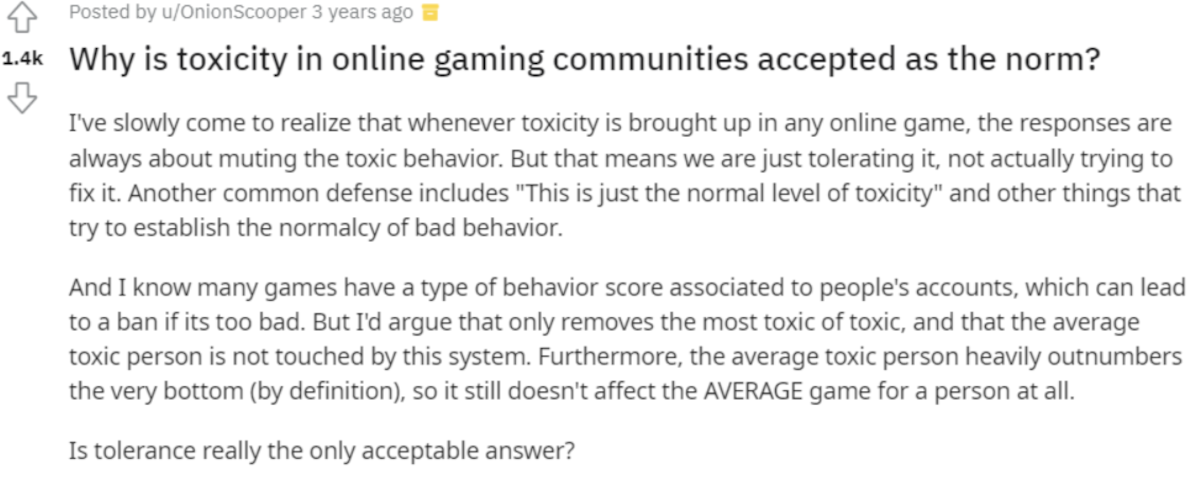 Posted by u/OnionScooper 3 years ago
1.4k Why is toxicity in online gaming communities accepted as the norm?
I've slowly come to realize that whenever toxicity is brought up in any online game, the responses are
always about muting the toxic behavior. But that means we are just tolerating it, not actually trying to
fix it. Another common defense includes "This is just the normal level of toxicity" and other things that
try to establish the normalcy of bad behavior.
And I know many games have a type of behavior score associated to people's accounts, which can lead
to a ban if its too bad. But I'd argue that only removes the most toxic of toxic, and that the average
toxic person is not touched by this system. Furthermore, the average toxic person heavily outnumbers
the very bottom (by definition), so it still doesn't affect the AVERAGE game for a person at all.
Is tolerance really the only acceptable answer?